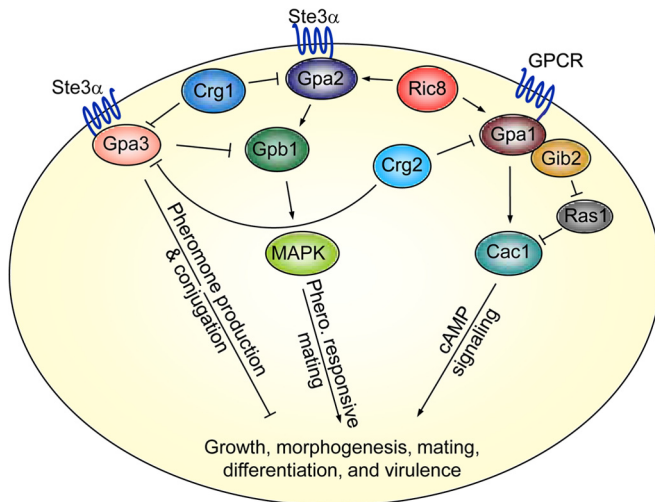 Ste3α
Ste3α
GPCR
Crg1
Gpa2
Ric8
Gpa3
Gpb1
Gpa1
Gib2
Crg2
Ras1
MAPK
Cac1
Pheromone production
& conjugation
Phero. responsive
mating
cAMP
signaling
Growth, morphogenesis, mating,
differentiation, and virulence